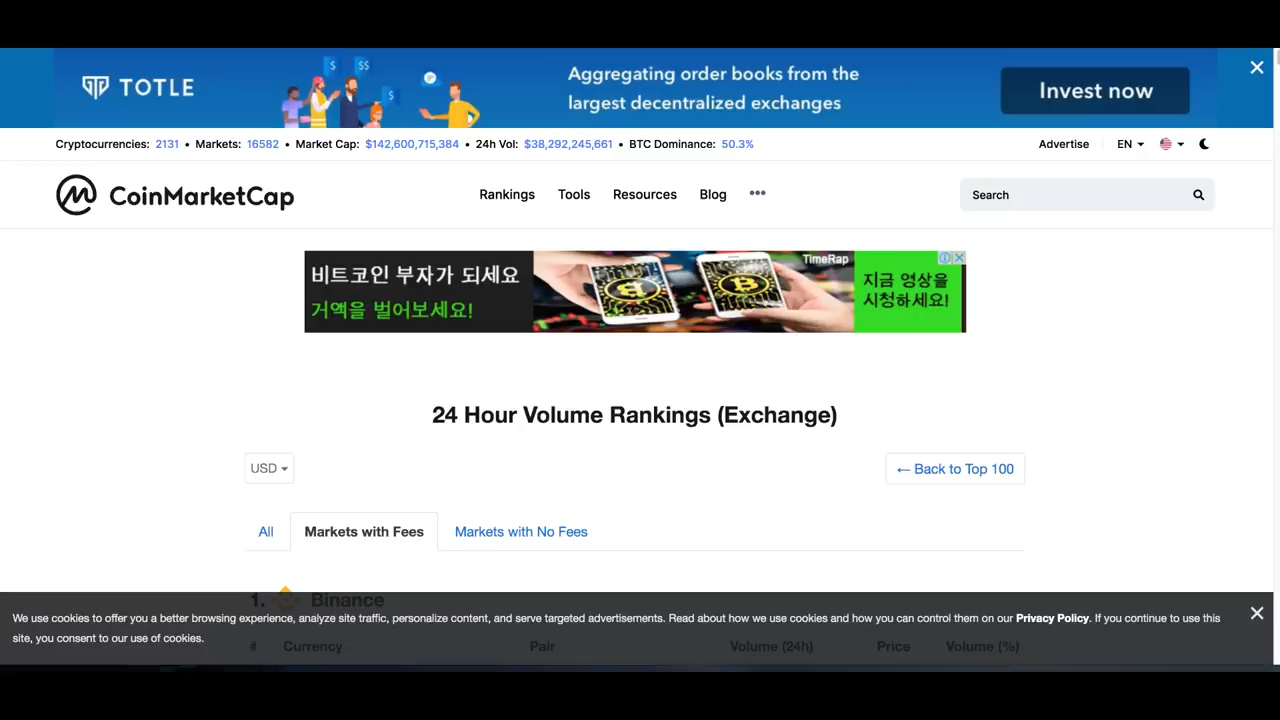 TOTLE
Aggregating order books from the
largest decentralized exchanges
Invest now
Cryptocurrencies: 2131 • Markets: 16582 • Market Cap: $142,600,715,384 • 24h Vol: $38,292,245,661 • BTC Dominance: 50.3%
Advertise EN
CoinMarketCap
Rankings Tools Resources Blog •••
Search
비트코인 부자가 되세요
거액을 벌어보세요!
TimeRap
지금 영상을
시청하세요!
24 Hour Volume Rankings (Exchange)
USD
← Back to Top 100
All Markets with Fees Markets with No Fees
1. Binance
We use cookies to offer you a better browsing experience, analyze site traffic, personalize content, and serve targeted advertisements. Read about how we use cookies and how you can control them on our Privacy Policy. If you continue to use this
site, you consent to our use of cookies.
# Currency Pair Volume (24h) Price Volume (%)